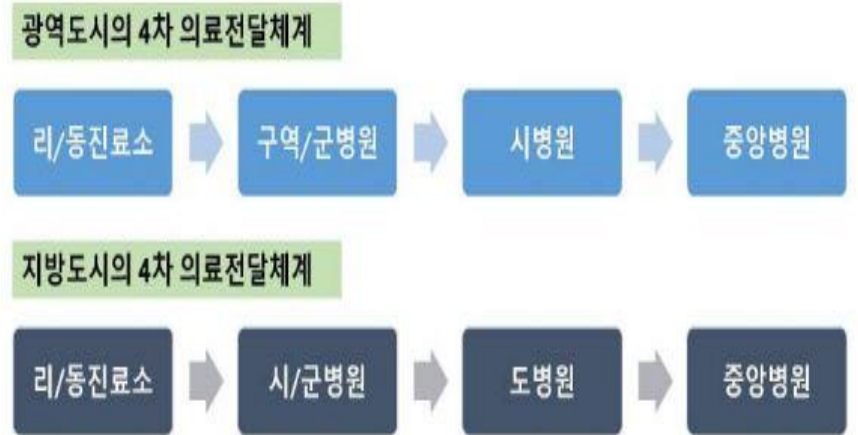 광역도시의 4차 의료전달체계
리/동진료소 구역/군병원 시병원 중앙병원
지방도시의 4차 의료전달체계
리/동진료소 시/군병원 도병원 중앙병원